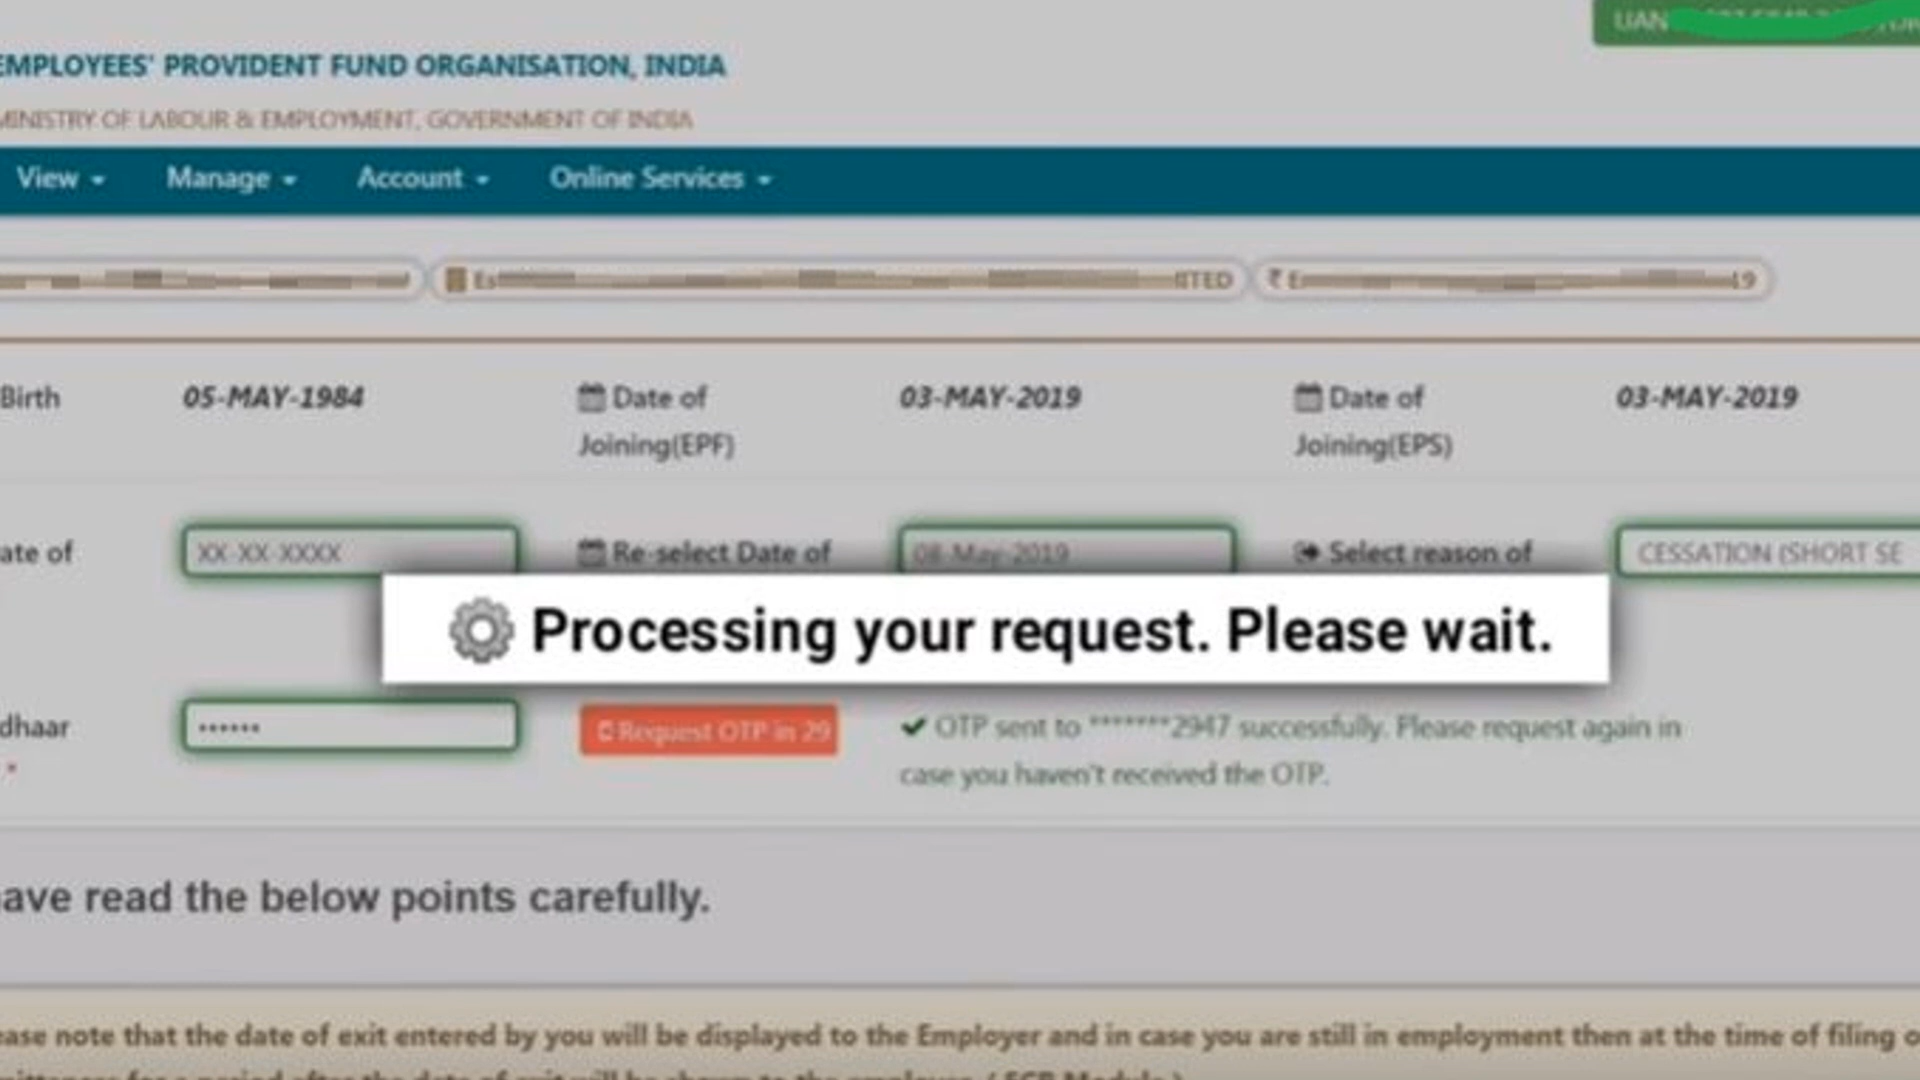 UAN
EMPLOYEES' PROVIDENT FUND ORGANISATION, INDIA
MINISTRY OF LABOUR & EMPLOYMENT, GOVERNMENT OF INDIA
View Manage Account Online Services
Birth 05-MAY-1984 Date of Joining(EPF) 03-MAY-2019 Date of Joining(EPS) 03-MAY-2019
ate of XX-XX-XXXX Re-select Date of 08-May-2019 Select reason of CESSATION (SHORT SE
Processing your request. Please wait.
dhaar •••••• Request OTP in 29 ✔ OTP sent to *******2947 successfully. Please request again in
* case you haven't received the OTP.
ave read the below points carefully.
ease note that the date of exit entered by you will be displayed to the Employer and in case you are still in employment then at the time of filing o